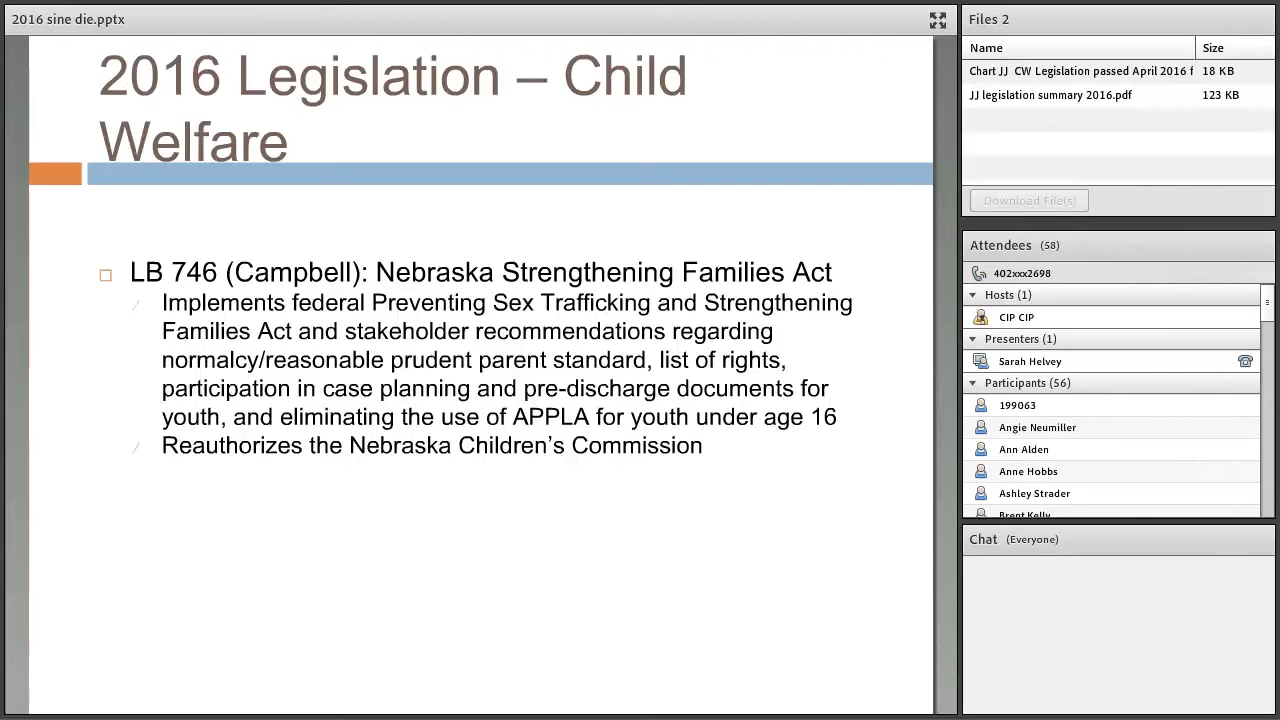 2016 sine die.pptx
2016 Legislation – Child
Welfare
LB 746 (Campbell): Nebraska Strengthening Families Act
Implements federal Preventing Sex Trafficking and Strengthening
Families Act and stakeholder recommendations regarding
normalcy/reasonable prudent parent standard, list of rights,
participation in case planning and pre-discharge documents for
youth, and eliminating the use of APPLA for youth under age 16
Reauthorizes the Nebraska Children’s Commission
Files 2
Name Size
Chart JJ CW Legislation passed April 2016 f 18 KB
JJ legislation summary 2016.pdf 123 KB
Download File(s)
Attendees (58)
402xxx2698
Hosts (1)
CIP CIP
Presenters (1)
Sarah Helvey
Participants (56)
199063
Angie Neumiller
Ann Alden
Anne Hobbs
Ashley Strader
Brent Kelly
Chat (Everyone)